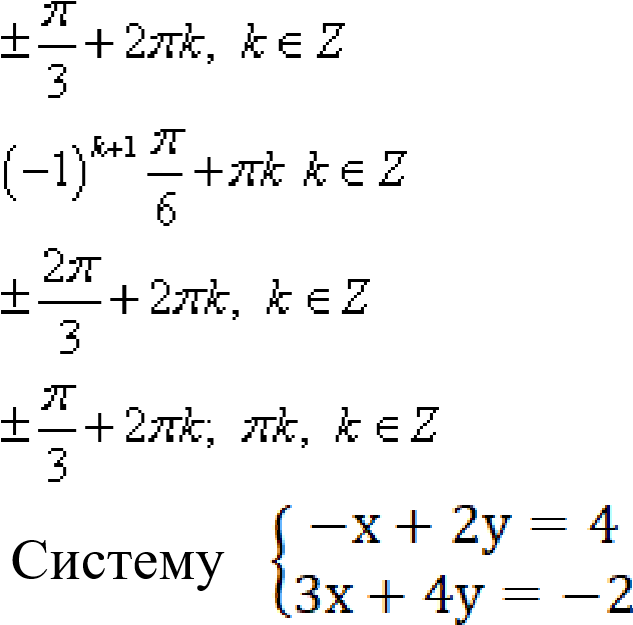 ± π/3 + 2πk, k ∈ Z
(−1)^{k+1} π/6 + πk k ∈ Z
± 2π/3 + 2πk, k ∈ Z
± π/3 + 2πk; πk, k ∈ Z
Систему { −x + 2y = 4
3x + 4y = −2